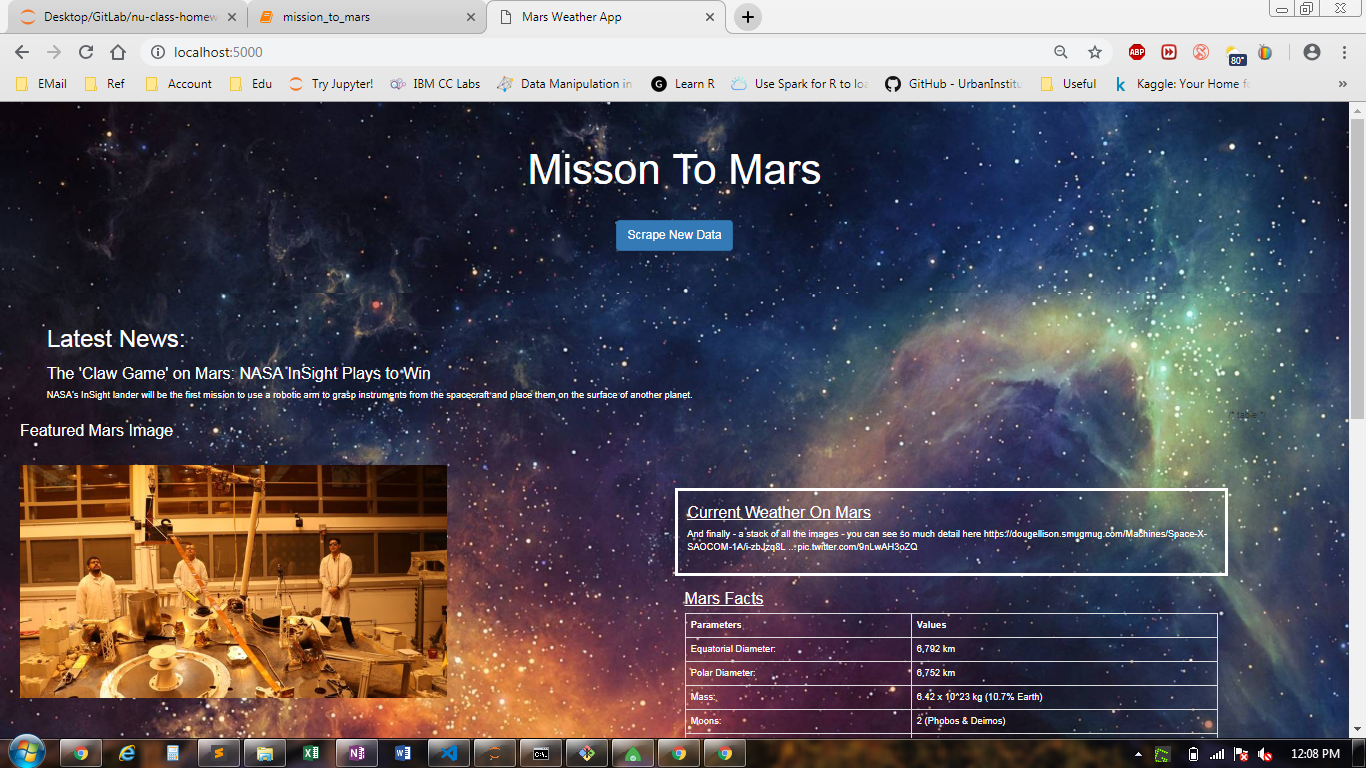 Desktop/GitLab/nu-class-homew
mission_to_mars
Mars Weather App
localhost:5000
ABP
80°
EMail
Ref
Account
Edu
Try Jupyter!
IBM CC Labs
Data Manipulation in
Learn R
Use Spark for R to loa
GitHub - UrbanInstitu
Useful
Kaggle: Your Home fo
»
Misson To Mars
Scrape New Data
Latest News:
The 'Claw Game' on Mars: NASA InSight Plays to Win
NASA's InSight lander will be the first mission to use a robotic arm to grasp instruments from the spacecraft and place them on the surface of another planet.
Featured Mars Image
Current Weather On Mars
And finally - a stack of all the images - you can see so much detail here https://dougellison.smugmug.com/Machines/Space-X-
SAOCOM-1A/i-zbJzq8L …pic.twitter.com/9nLwAH3oZQ
Mars Facts
Parameters Values
Equatorial Diameter: 6,792 km
Polar Diameter: 6,752 km
Mass: 6.42 x 10^23 kg (10.7% Earth)
Moons: 2 (Phobos & Deimos)
12:08 PM